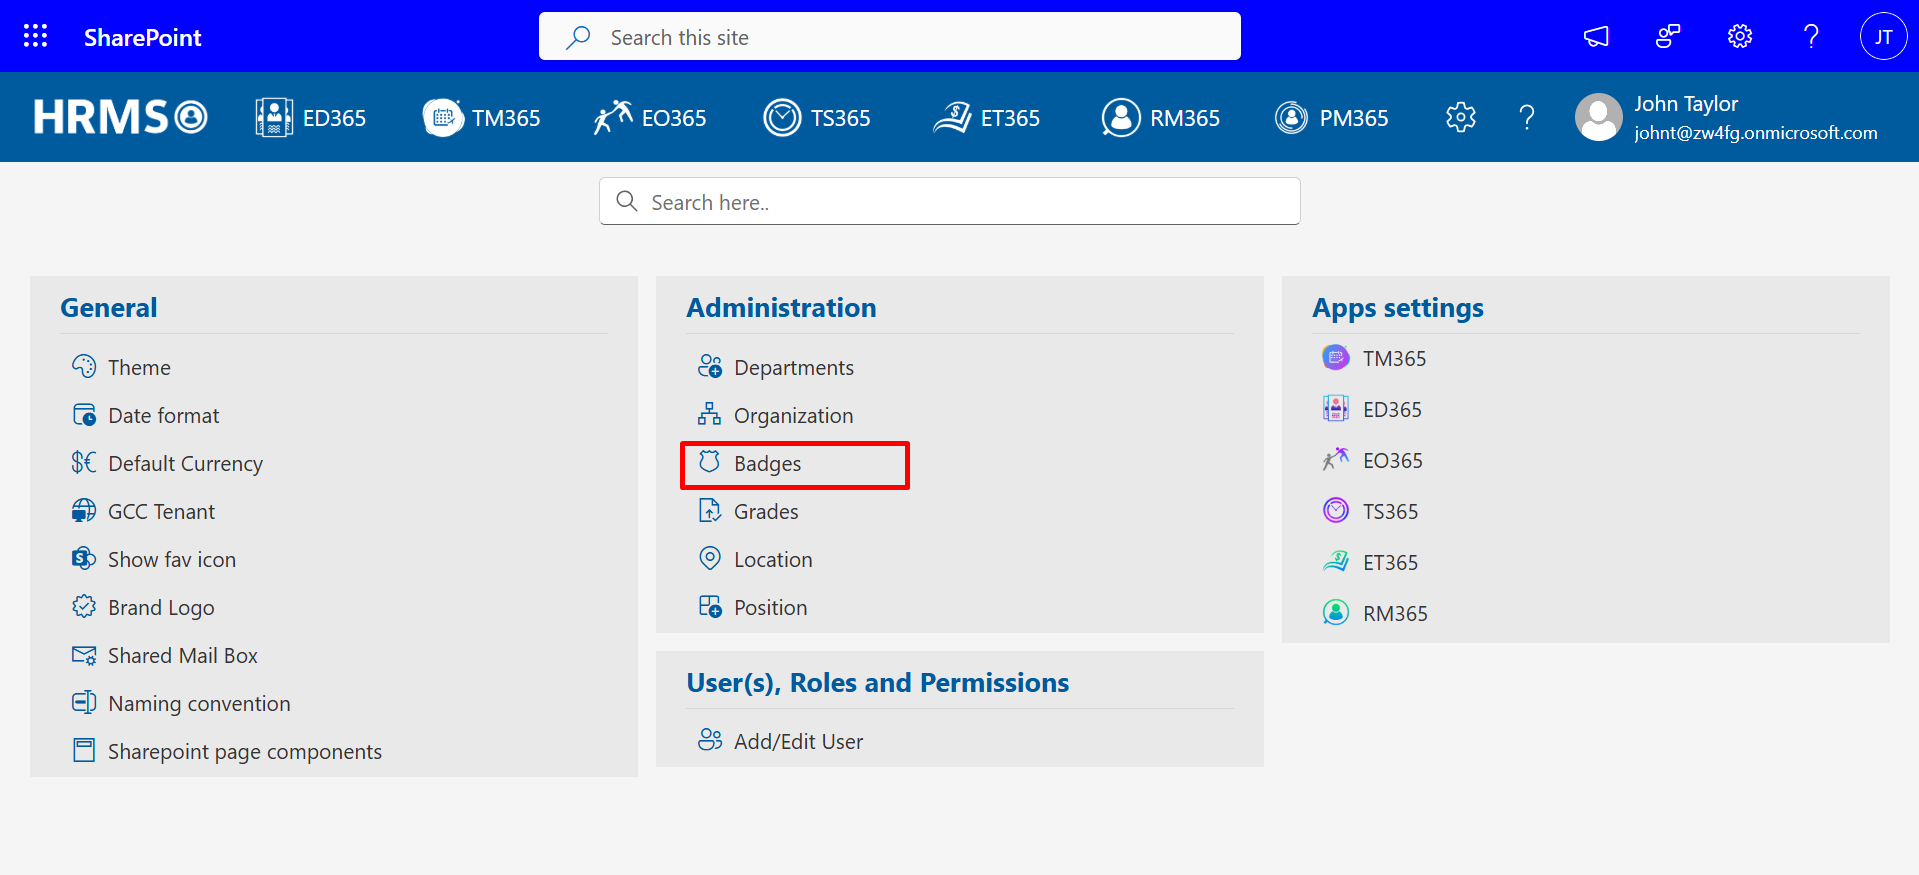 SharePoint
Search this site
JT
HRMS
ED365
TM365
EO365
TS365
ET365
RM365
PM365
John Taylor
johnt@zw4fg.onmicrosoft.com
Search here..
General
Theme
Date format
Default Currency
GCC Tenant
Show fav icon
Brand Logo
Shared Mail Box
Naming convention
Sharepoint page components
Administration
Departments
Organization
Badges
Grades
Location
Position
User(s), Roles and Permissions
Add/Edit User
Apps settings
TM365
ED365
EO365
TS365
ET365
RM365